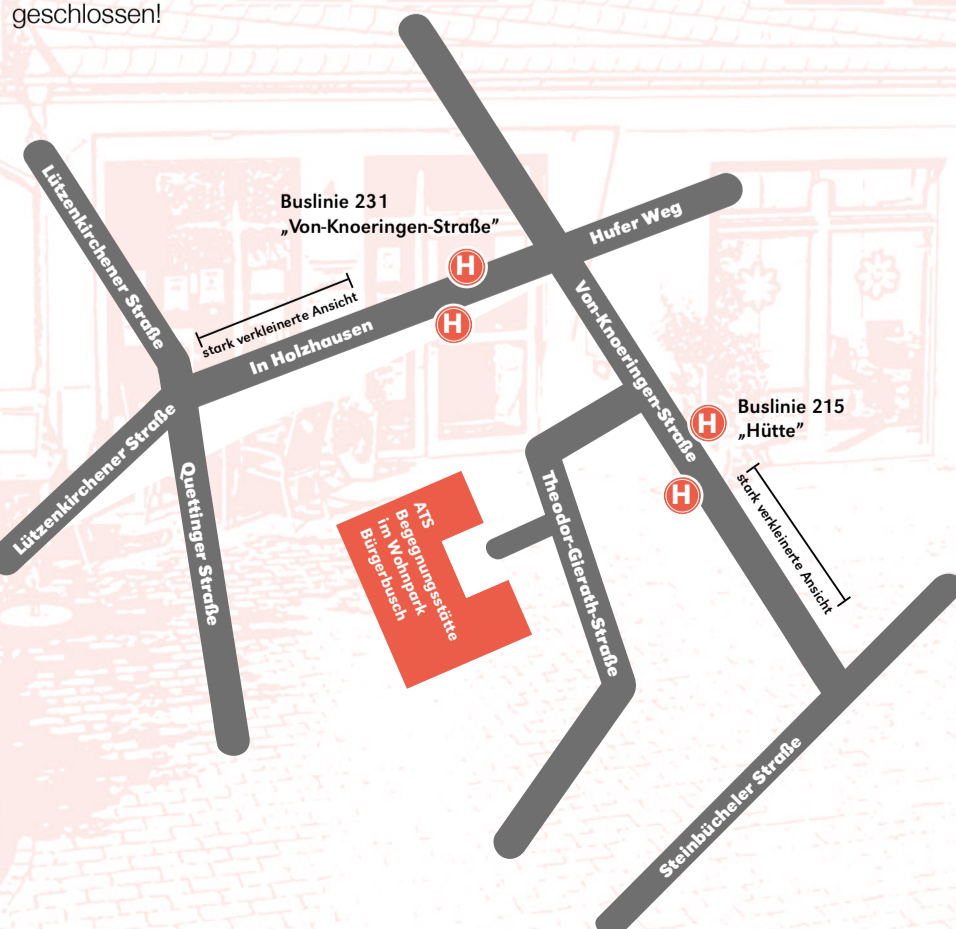 geschlossen!
Lützenkirchener Straße
Buslinie 231
„Von-Knoeringen-Straße”
Hufer Weg
H
H
stark verkleinerte Ansicht
In Holzhausen
Von-Knoeringen-Straße
Buslinie 215
„Hütte”
H
H
stark verkleinerte Ansicht
Lützenkirchener Straße
Quettinger Straße
ATS
Begegnungsstätte
im Wohnpark
Bürgerbusch
Theodor-Gierath-Straße
Steinbücheler Straße